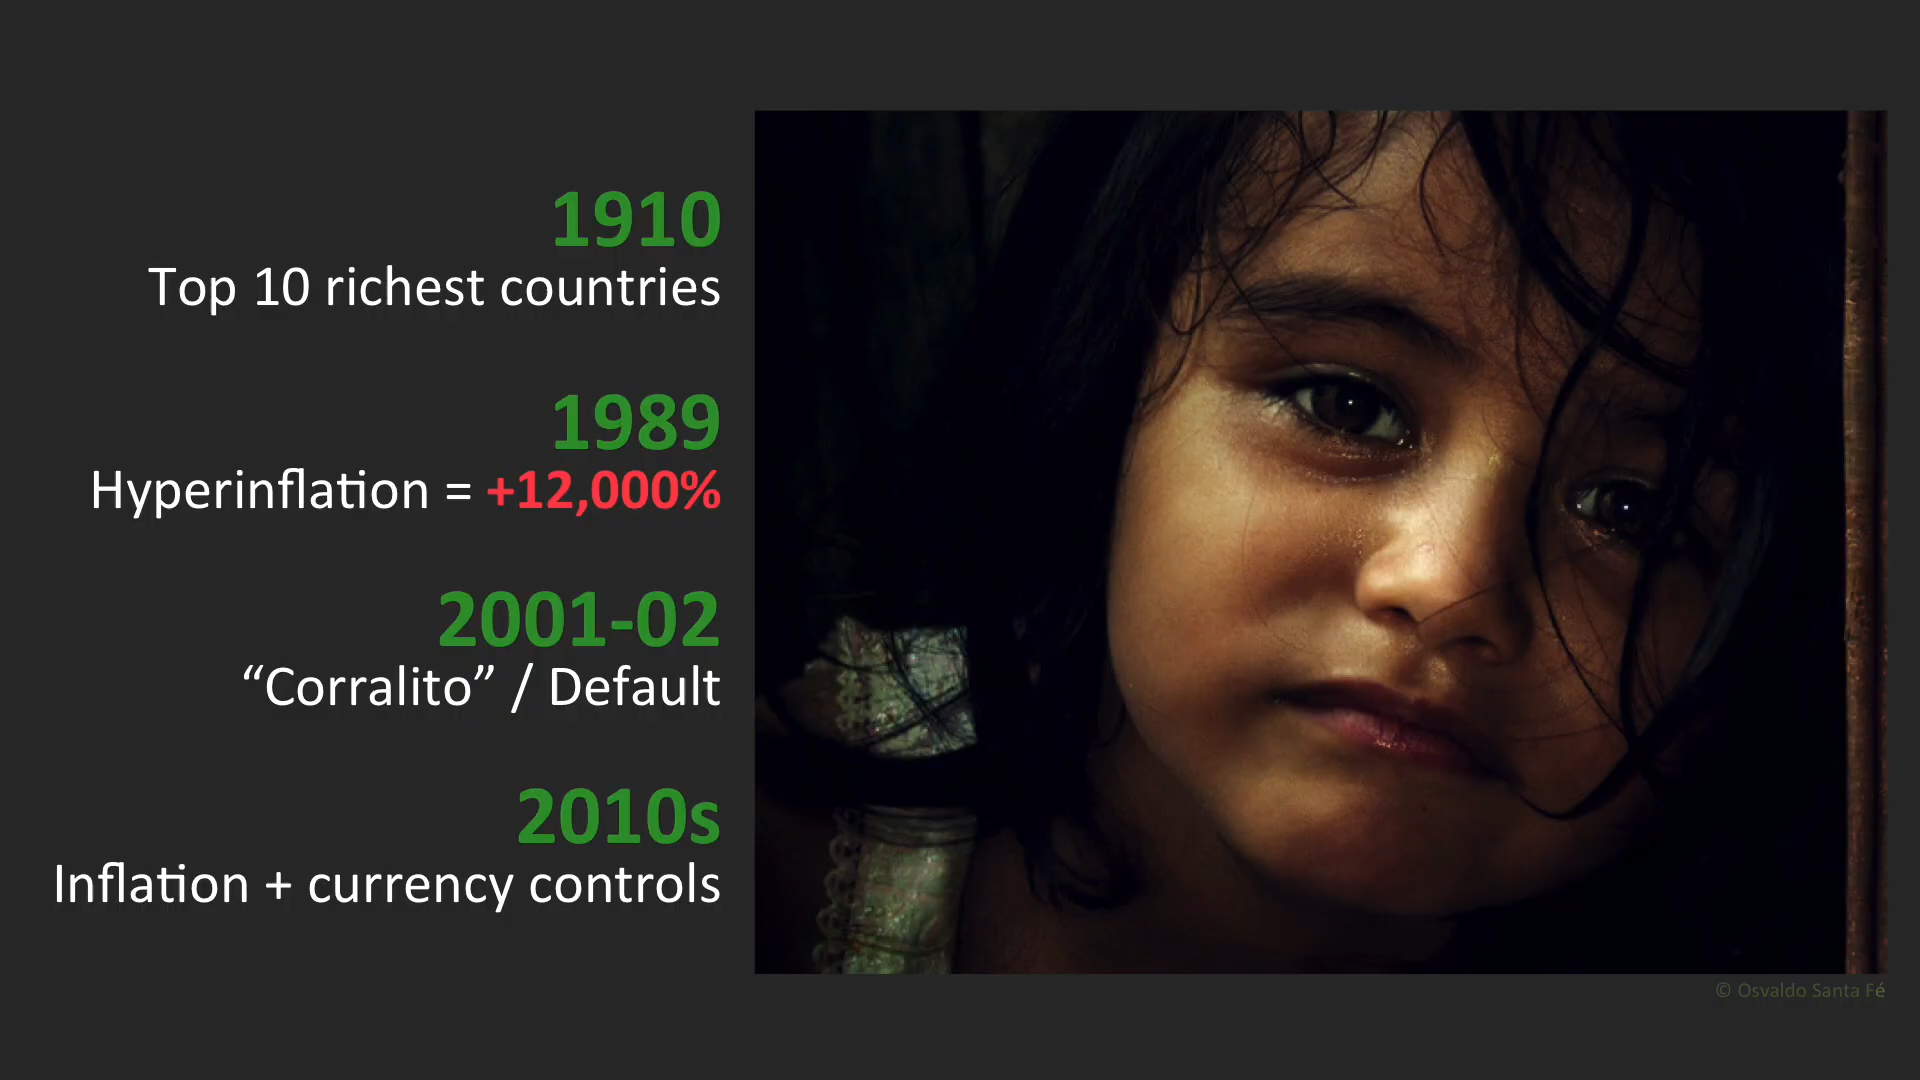 1910
Top 10 richest countries
1989
Hyperinflation = +12,000%
2001-02
“Corralito” / Default
2010s
Inflation + currency controls
© Osvaldo Santa Fé